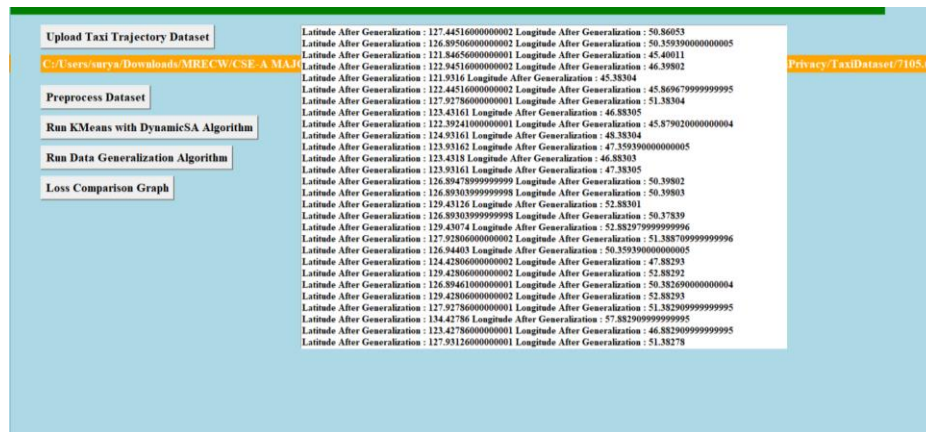 Upload Taxi Trajectory Dataset
C:/Users/surya/Downloads/MRECW/CSE-A MAJO
Privacy/TaxiDataset/7105.
Preprocess Dataset
Run KMeans with DynamicSA Algorithm
Run Data Generalization Algorithm
Loss Comparison Graph
Latitude After Generalization : 127.44516000000002 Longitude After Generalization : 50.86053
Latitude After Generalization : 126.89506000000002 Longitude After Generalization : 50.359390000000005
Latitude After Generalization : 121.84656000000001 Longitude After Generalization : 45.40011
Latitude After Generalization : 122.94516000000002 Longitude After Generalization : 46.39802
Latitude After Generalization : 121.9316 Longitude After Generalization : 45.38304
Latitude After Generalization : 122.44516000000002 Longitude After Generalization : 45.869679999999995
Latitude After Generalization : 127.92786000000001 Longitude After Generalization : 51.38304
Latitude After Generalization : 123.43161 Longitude After Generalization : 46.88305
Latitude After Generalization : 122.39241000000001 Longitude After Generalization : 45.879020000000004
Latitude After Generalization : 124.93161 Longitude After Generalization : 48.38304
Latitude After Generalization : 123.93162 Longitude After Generalization : 47.359390000000005
Latitude After Generalization : 123.4318 Longitude After Generalization : 46.88303
Latitude After Generalization : 123.93161 Longitude After Generalization : 47.38305
Latitude After Generalization : 126.89478999999999 Longitude After Generalization : 50.39802
Latitude After Generalization : 126.89303999999998 Longitude After Generalization : 50.39803
Latitude After Generalization : 129.43126 Longitude After Generalization : 52.88301
Latitude After Generalization : 126.89303999999998 Longitude After Generalization : 50.37839
Latitude After Generalization : 129.43074 Longitude After Generalization : 52.882979999999996
Latitude After Generalization : 127.92806000000002 Longitude After Generalization : 51.388709999999996
Latitude After Generalization : 126.94403 Longitude After Generalization : 50.359390000000005
Latitude After Generalization : 124.42806000000002 Longitude After Generalization : 47.88293
Latitude After Generalization : 129.42806000000002 Longitude After Generalization : 52.88292
Latitude After Generalization : 126.89461000000001 Longitude After Generalization : 50.382690000000004
Latitude After Generalization : 129.42806000000002 Longitude After Generalization : 52.88293
Latitude After Generalization : 127.92786000000001 Longitude After Generalization : 51.382909999999995
Latitude After Generalization : 134.42786 Longitude After Generalization : 57.882909999999995
Latitude After Generalization : 123.42786000000001 Longitude After Generalization : 46.882909999999995
Latitude After Generalization : 127.93126000000001 Longitude After Generalization : 51.38278